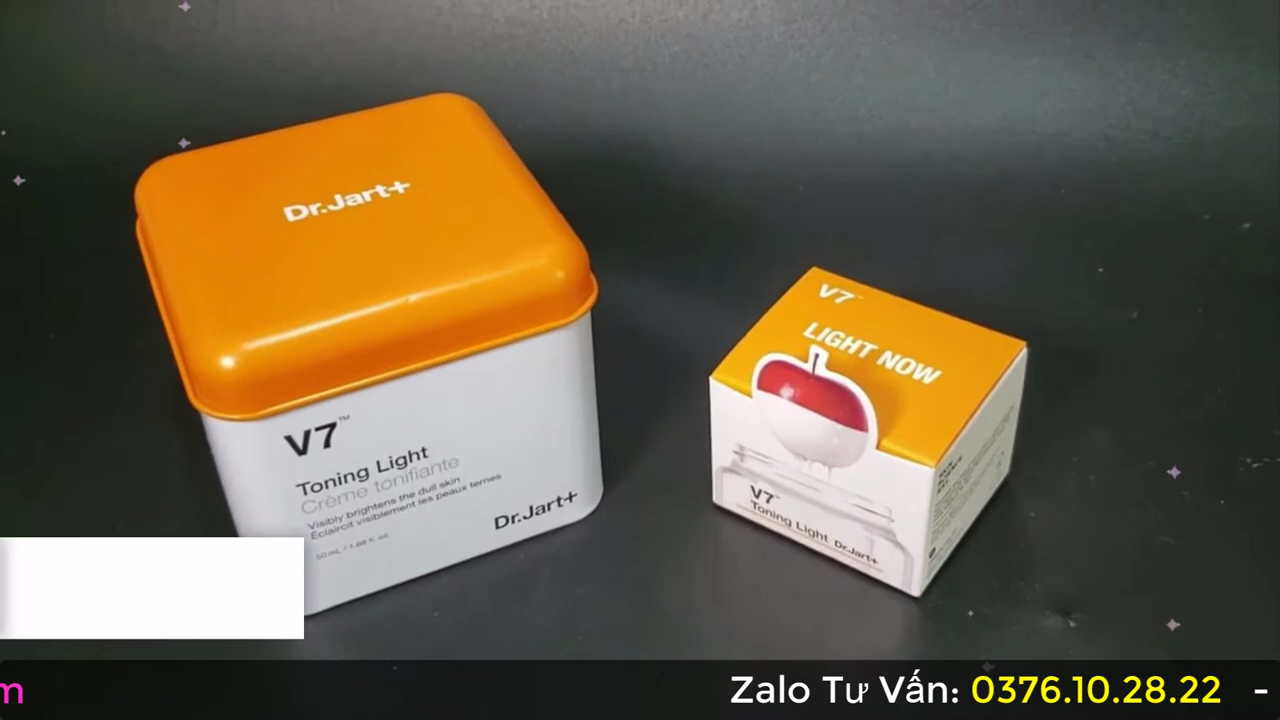 Dr.Jart+
V7™
Toning Light
Crème tonifiante
Visibly brightens the dull skin
Éclaircit visiblement les peaux ternes
50 mL / 1.69 fl. oz.
Dr.Jart+
V7
LIGHT NOW
V7
Toning Light Dr.Jart+
m
Zalo Tư Vấn: 0376.10.28.22 -